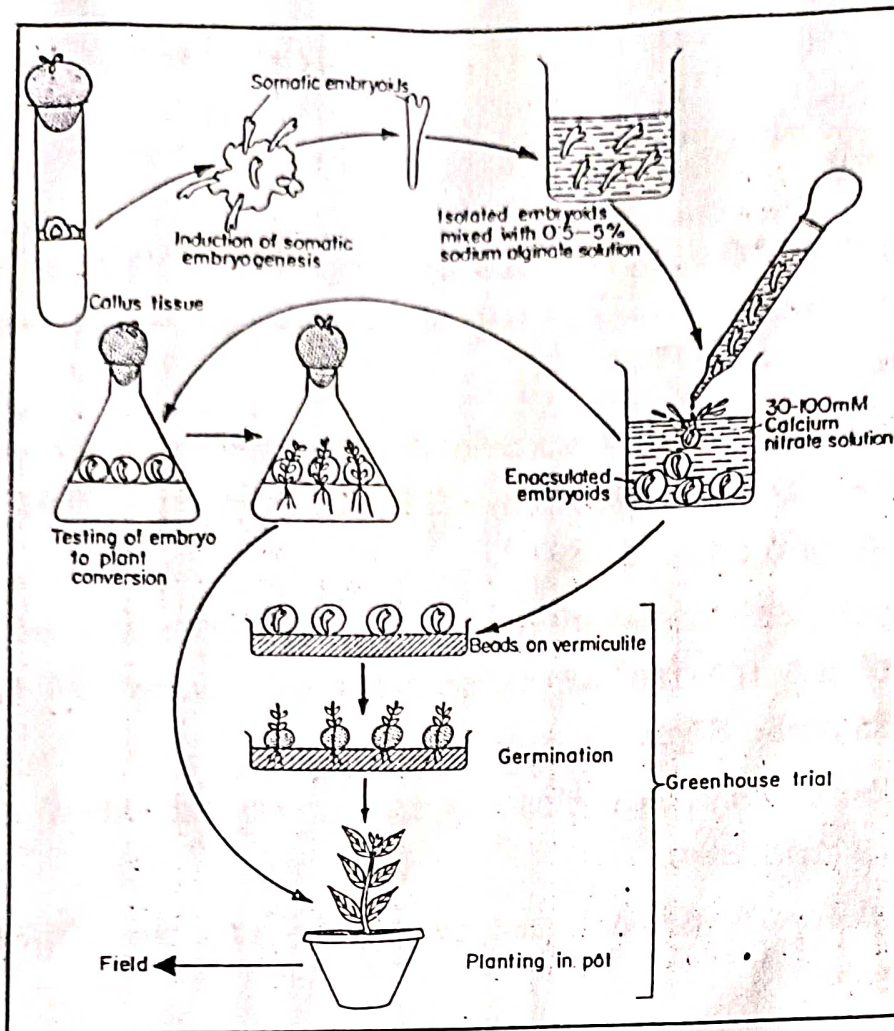 Somatic embryoids
Induction of somatic
embryogenesis
Isolated embryoids
mixed with 0·5–5%
sodium alginate solution
Callus tissue
30-100mM
Calcium
nitrate solution
Enacsulated
embryoids
Testing of embryo
to plant
conversion
Beads on vermiculite
Germination
Greenhouse trial
Planting in pot
Field